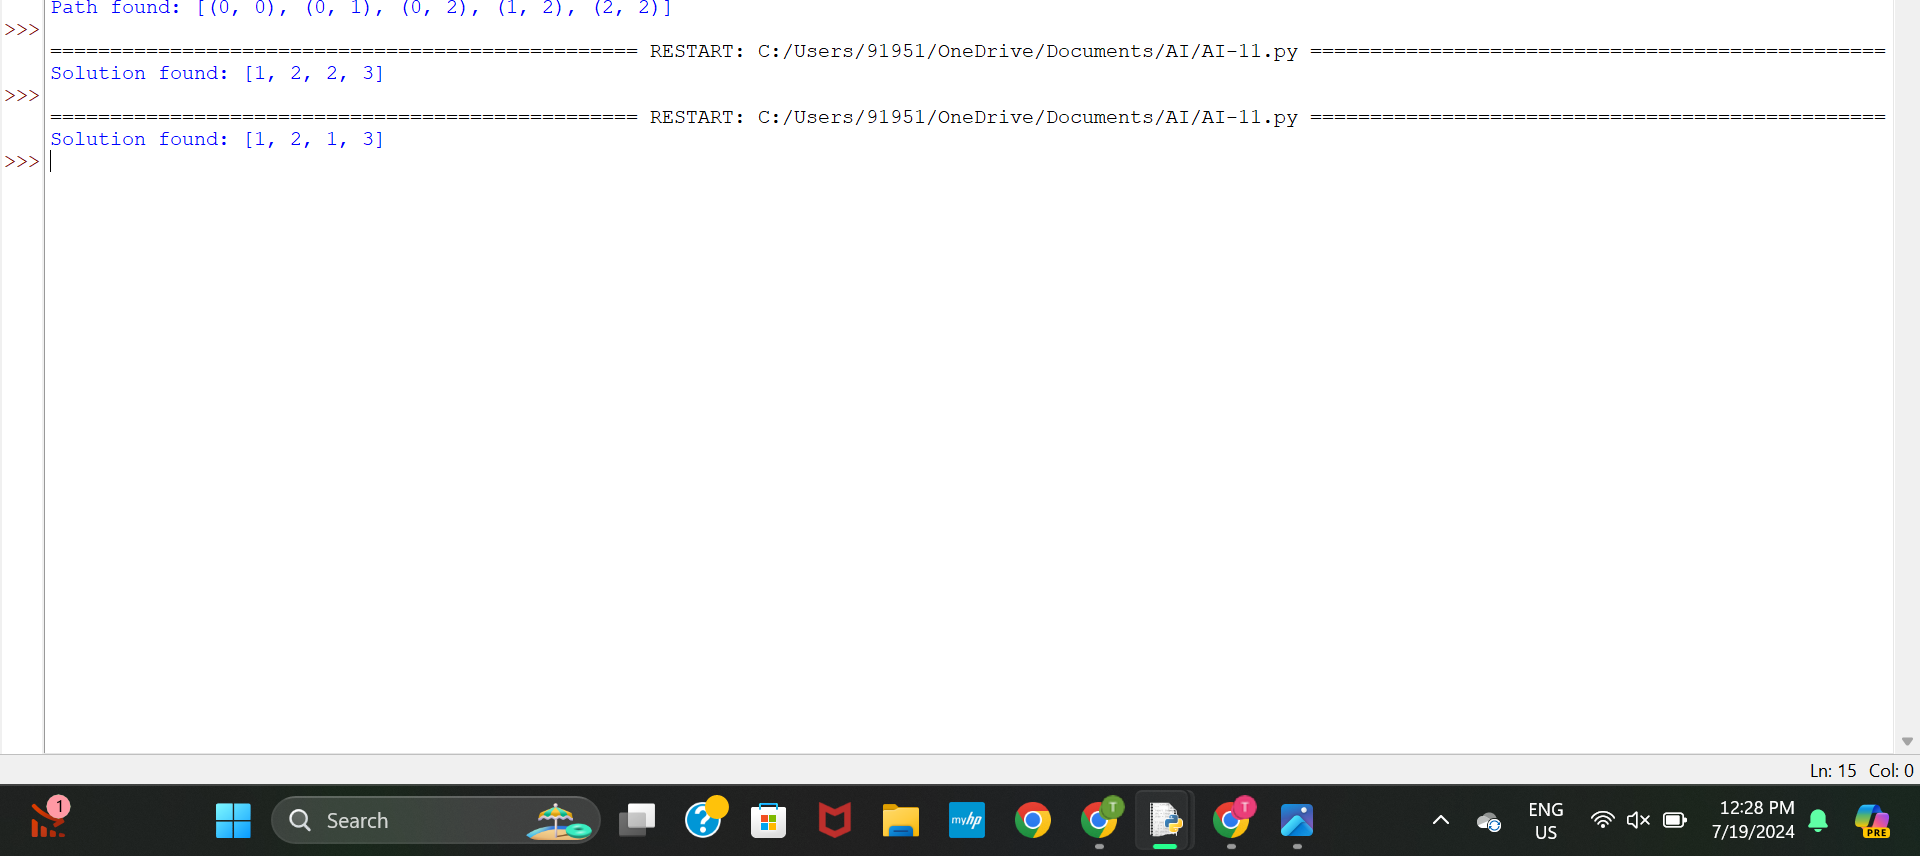 Path found: [(0, 0), (0, 1), (0, 2), (1, 2), (2, 2)]
>>>
================================================= RESTART: C:/Users/91951/OneDrive/Documents/AI/AI-11.py ================================================
Solution found: [1, 2, 2, 3]
>>>
================================================= RESTART: C:/Users/91951/OneDrive/Documents/AI/AI-11.py ================================================
Solution found: [1, 2, 1, 3]
>>>
Ln: 15 Col: 0
1
Search
?
myhp
T
T
ENG
US
12:28 PM
7/19/2024
PRE